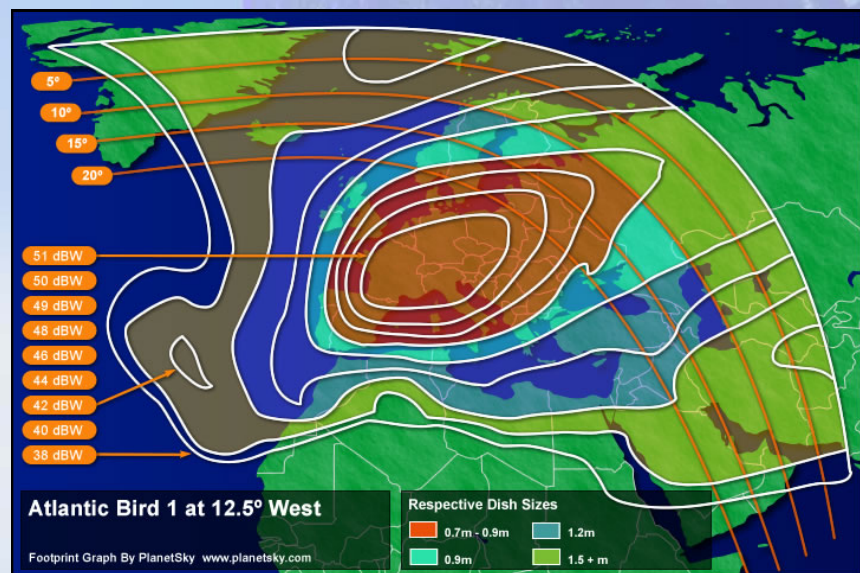 5º
10º
15º
20º
51 dBW
50 dBW
49 dBW
48 dBW
46 dBW
44 dBW
42 dBW
40 dBW
38 dBW
Atlantic Bird 1 at 12.5º West
Footprint Graph By PlanetSky www.planetsky.com
Respective Dish Sizes
0.7m - 0.9m
1.2m
0.9m
1.5 + m